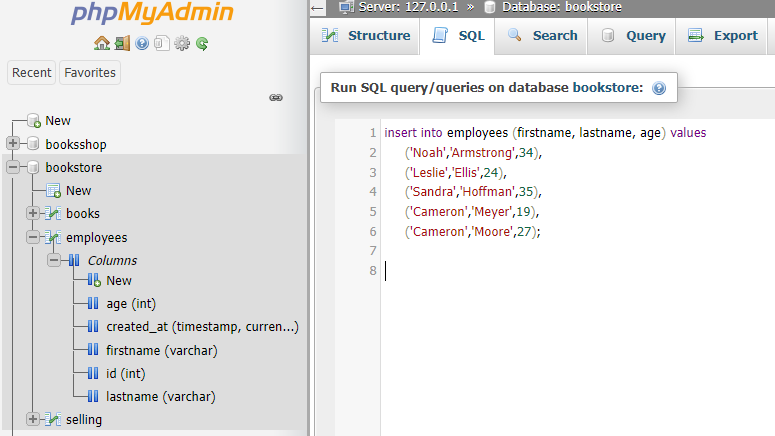 phpMyAdmin
Recent Favorites
New
booksshop
bookstore
New
books
employees
Columns
New
age (int)
created_at (timestamp, curren...)
firstname (varchar)
id (int)
lastname (varchar)
selling
Server: 127.0.0.1 » Database: bookstore
Structure SQL Search Query Export
Run SQL query/queries on database bookstore:
1 insert into employees (firstname, lastname, age) values
2 ('Noah','Armstrong',34),
3 ('Leslie','Ellis',24),
4 ('Sandra','Hoffman',35),
5 ('Cameron','Meyer',19),
6 ('Cameron','Moore',27);
7
8